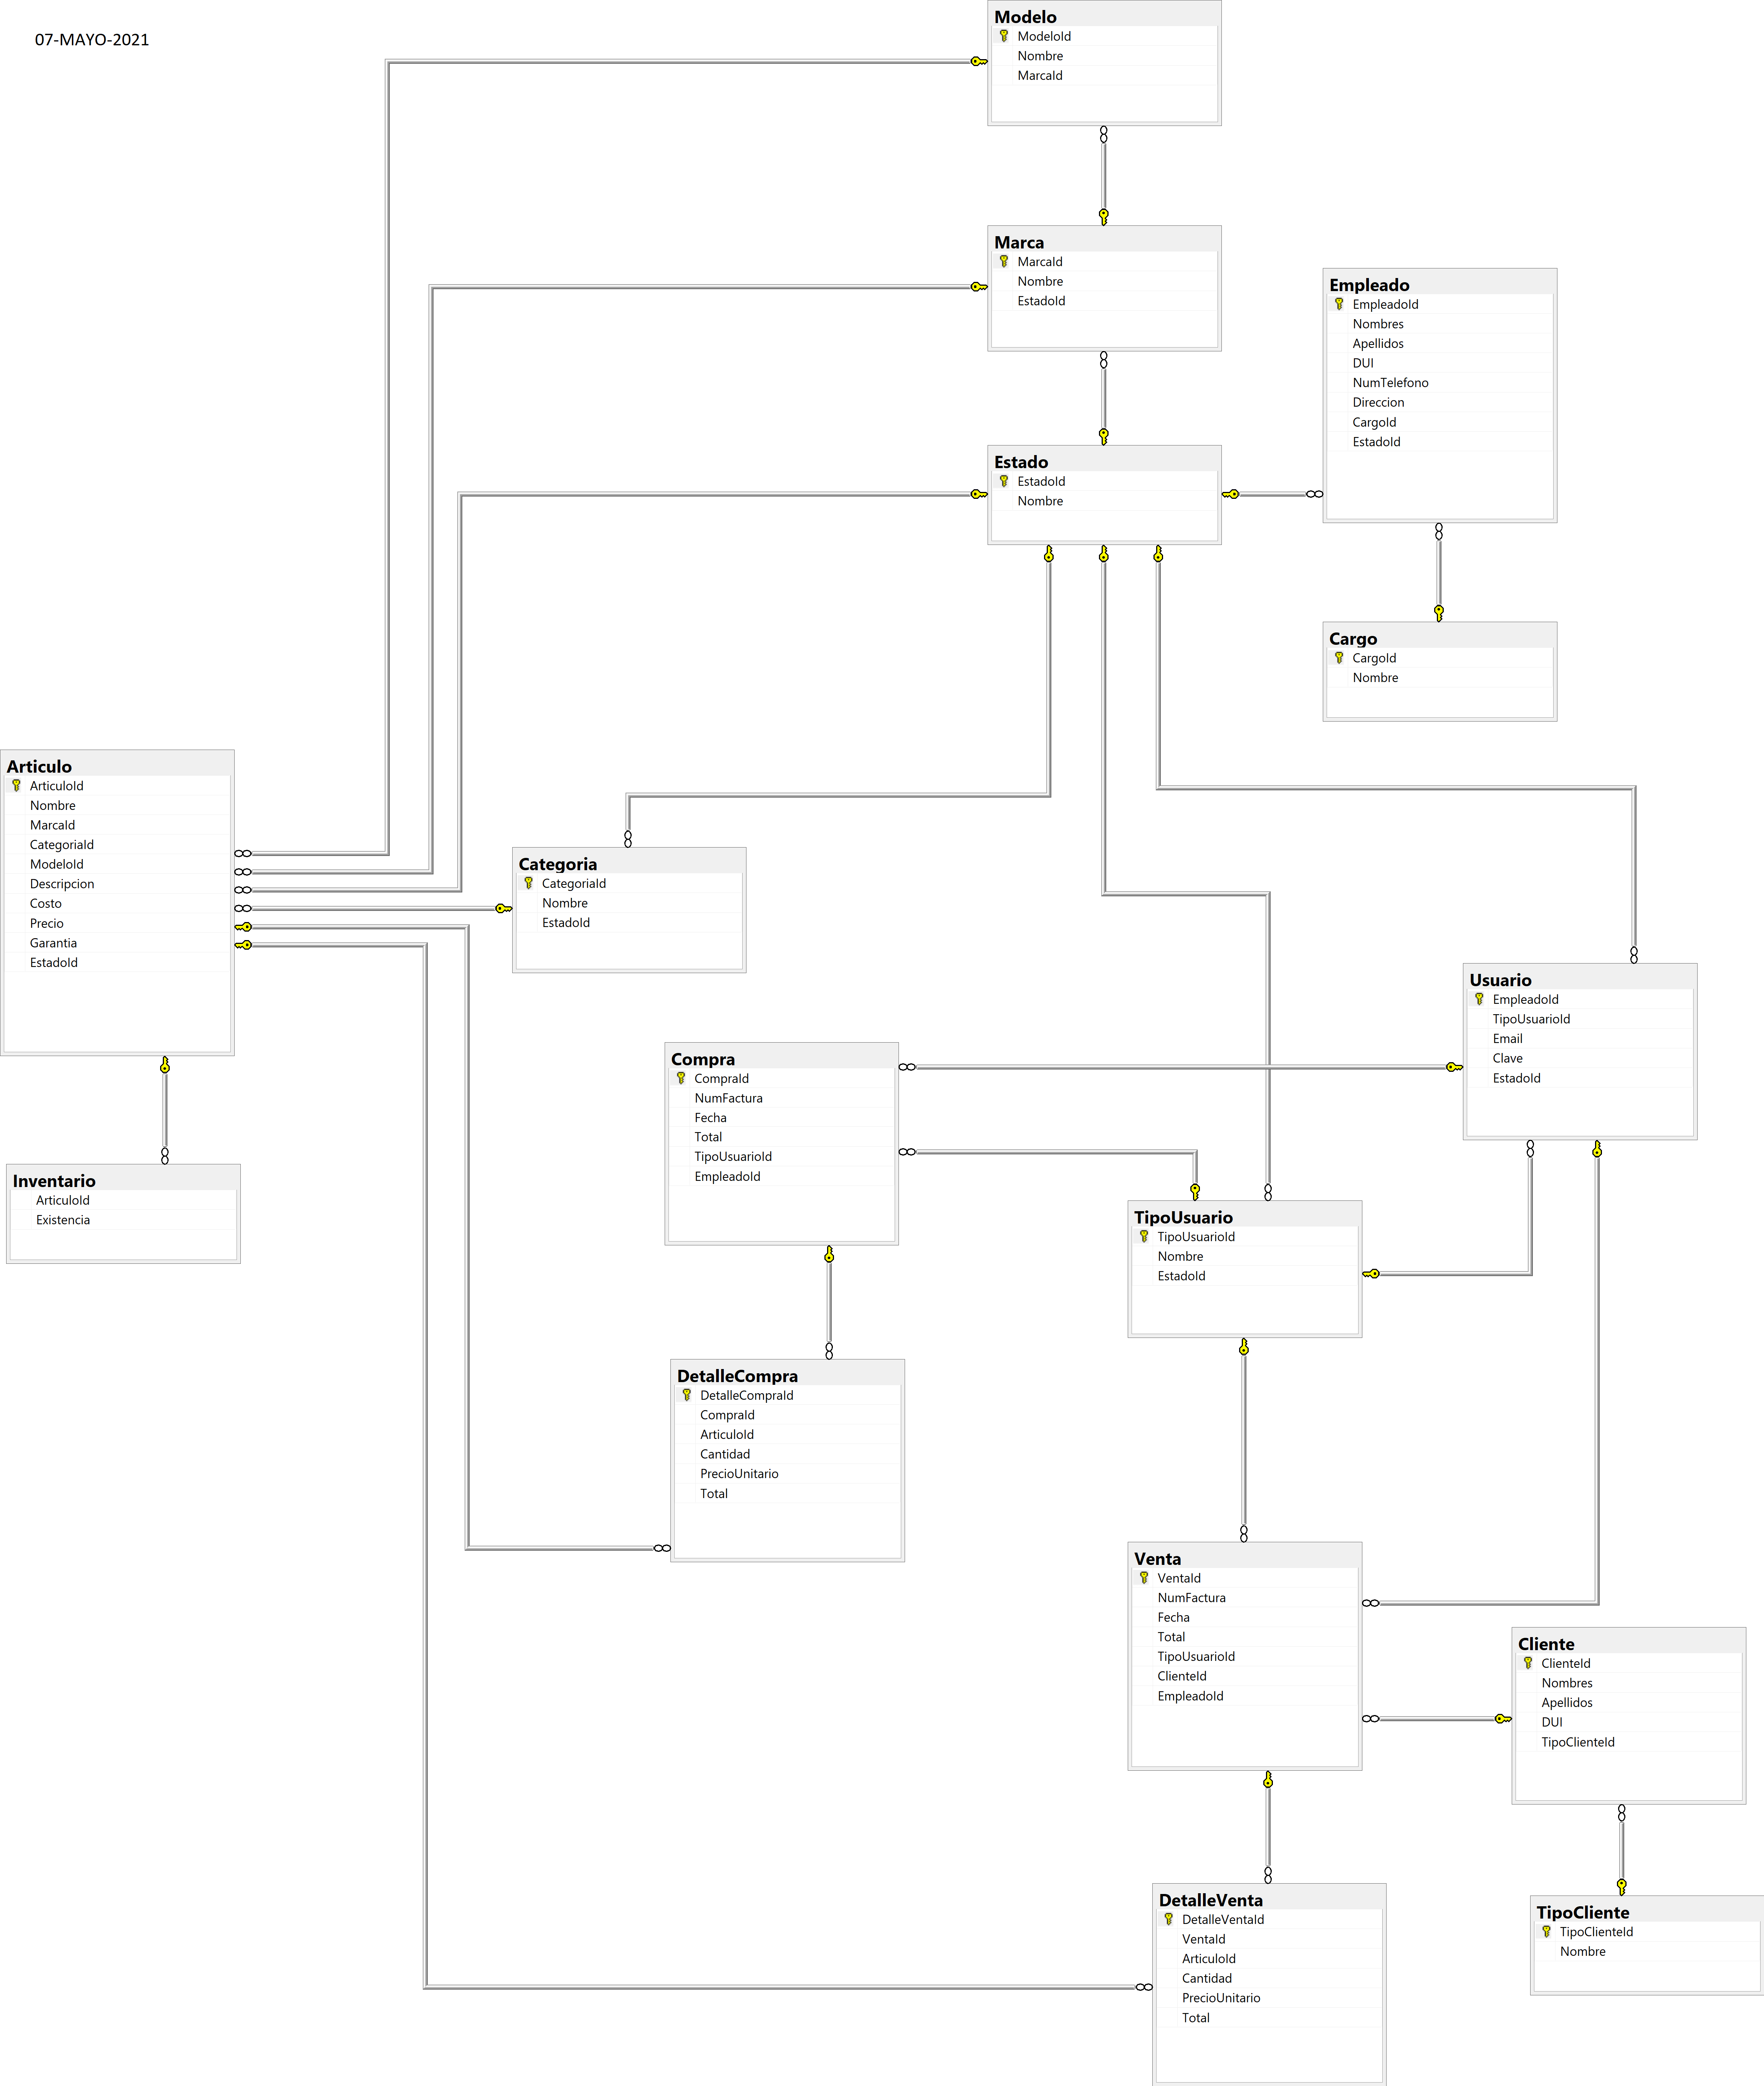 07-MAYO-2021
Modelo
ModeloId
Nombre
MarcaId
Marca
MarcaId
Nombre
EstadoId
Empleado
EmpleadoId
Nombres
Apellidos
DUI
NumTelefono
Direccion
CargoId
EstadoId
Estado
EstadoId
Nombre
Cargo
CargoId
Nombre
Articulo
ArticuloId
Nombre
MarcaId
CategoriaId
ModeloId
Descripcion
Costo
Precio
Garantia
EstadoId
Categoria
CategoriaId
Nombre
EstadoId
Usuario
EmpleadoId
TipoUsuarioId
Email
Clave
EstadoId
Compra
CompraId
NumFactura
Fecha
Total
TipoUsuarioId
EmpleadoId
Inventario
ArticuloId
Existencia
TipoUsuario
TipoUsuarioId
Nombre
EstadoId
DetalleCompra
DetalleCompraId
CompraId
ArticuloId
Cantidad
PrecioUnitario
Total
Venta
VentaId
NumFactura
Fecha
Total
TipoUsuarioId
ClienteId
EmpleadoId
Cliente
ClienteId
Nombres
Apellidos
DUI
TipoClienteId
DetalleVenta
DetalleVentaId
VentaId
ArticuloId
Cantidad
PrecioUnitario
Total
TipoCliente
TipoClienteId
Nombre